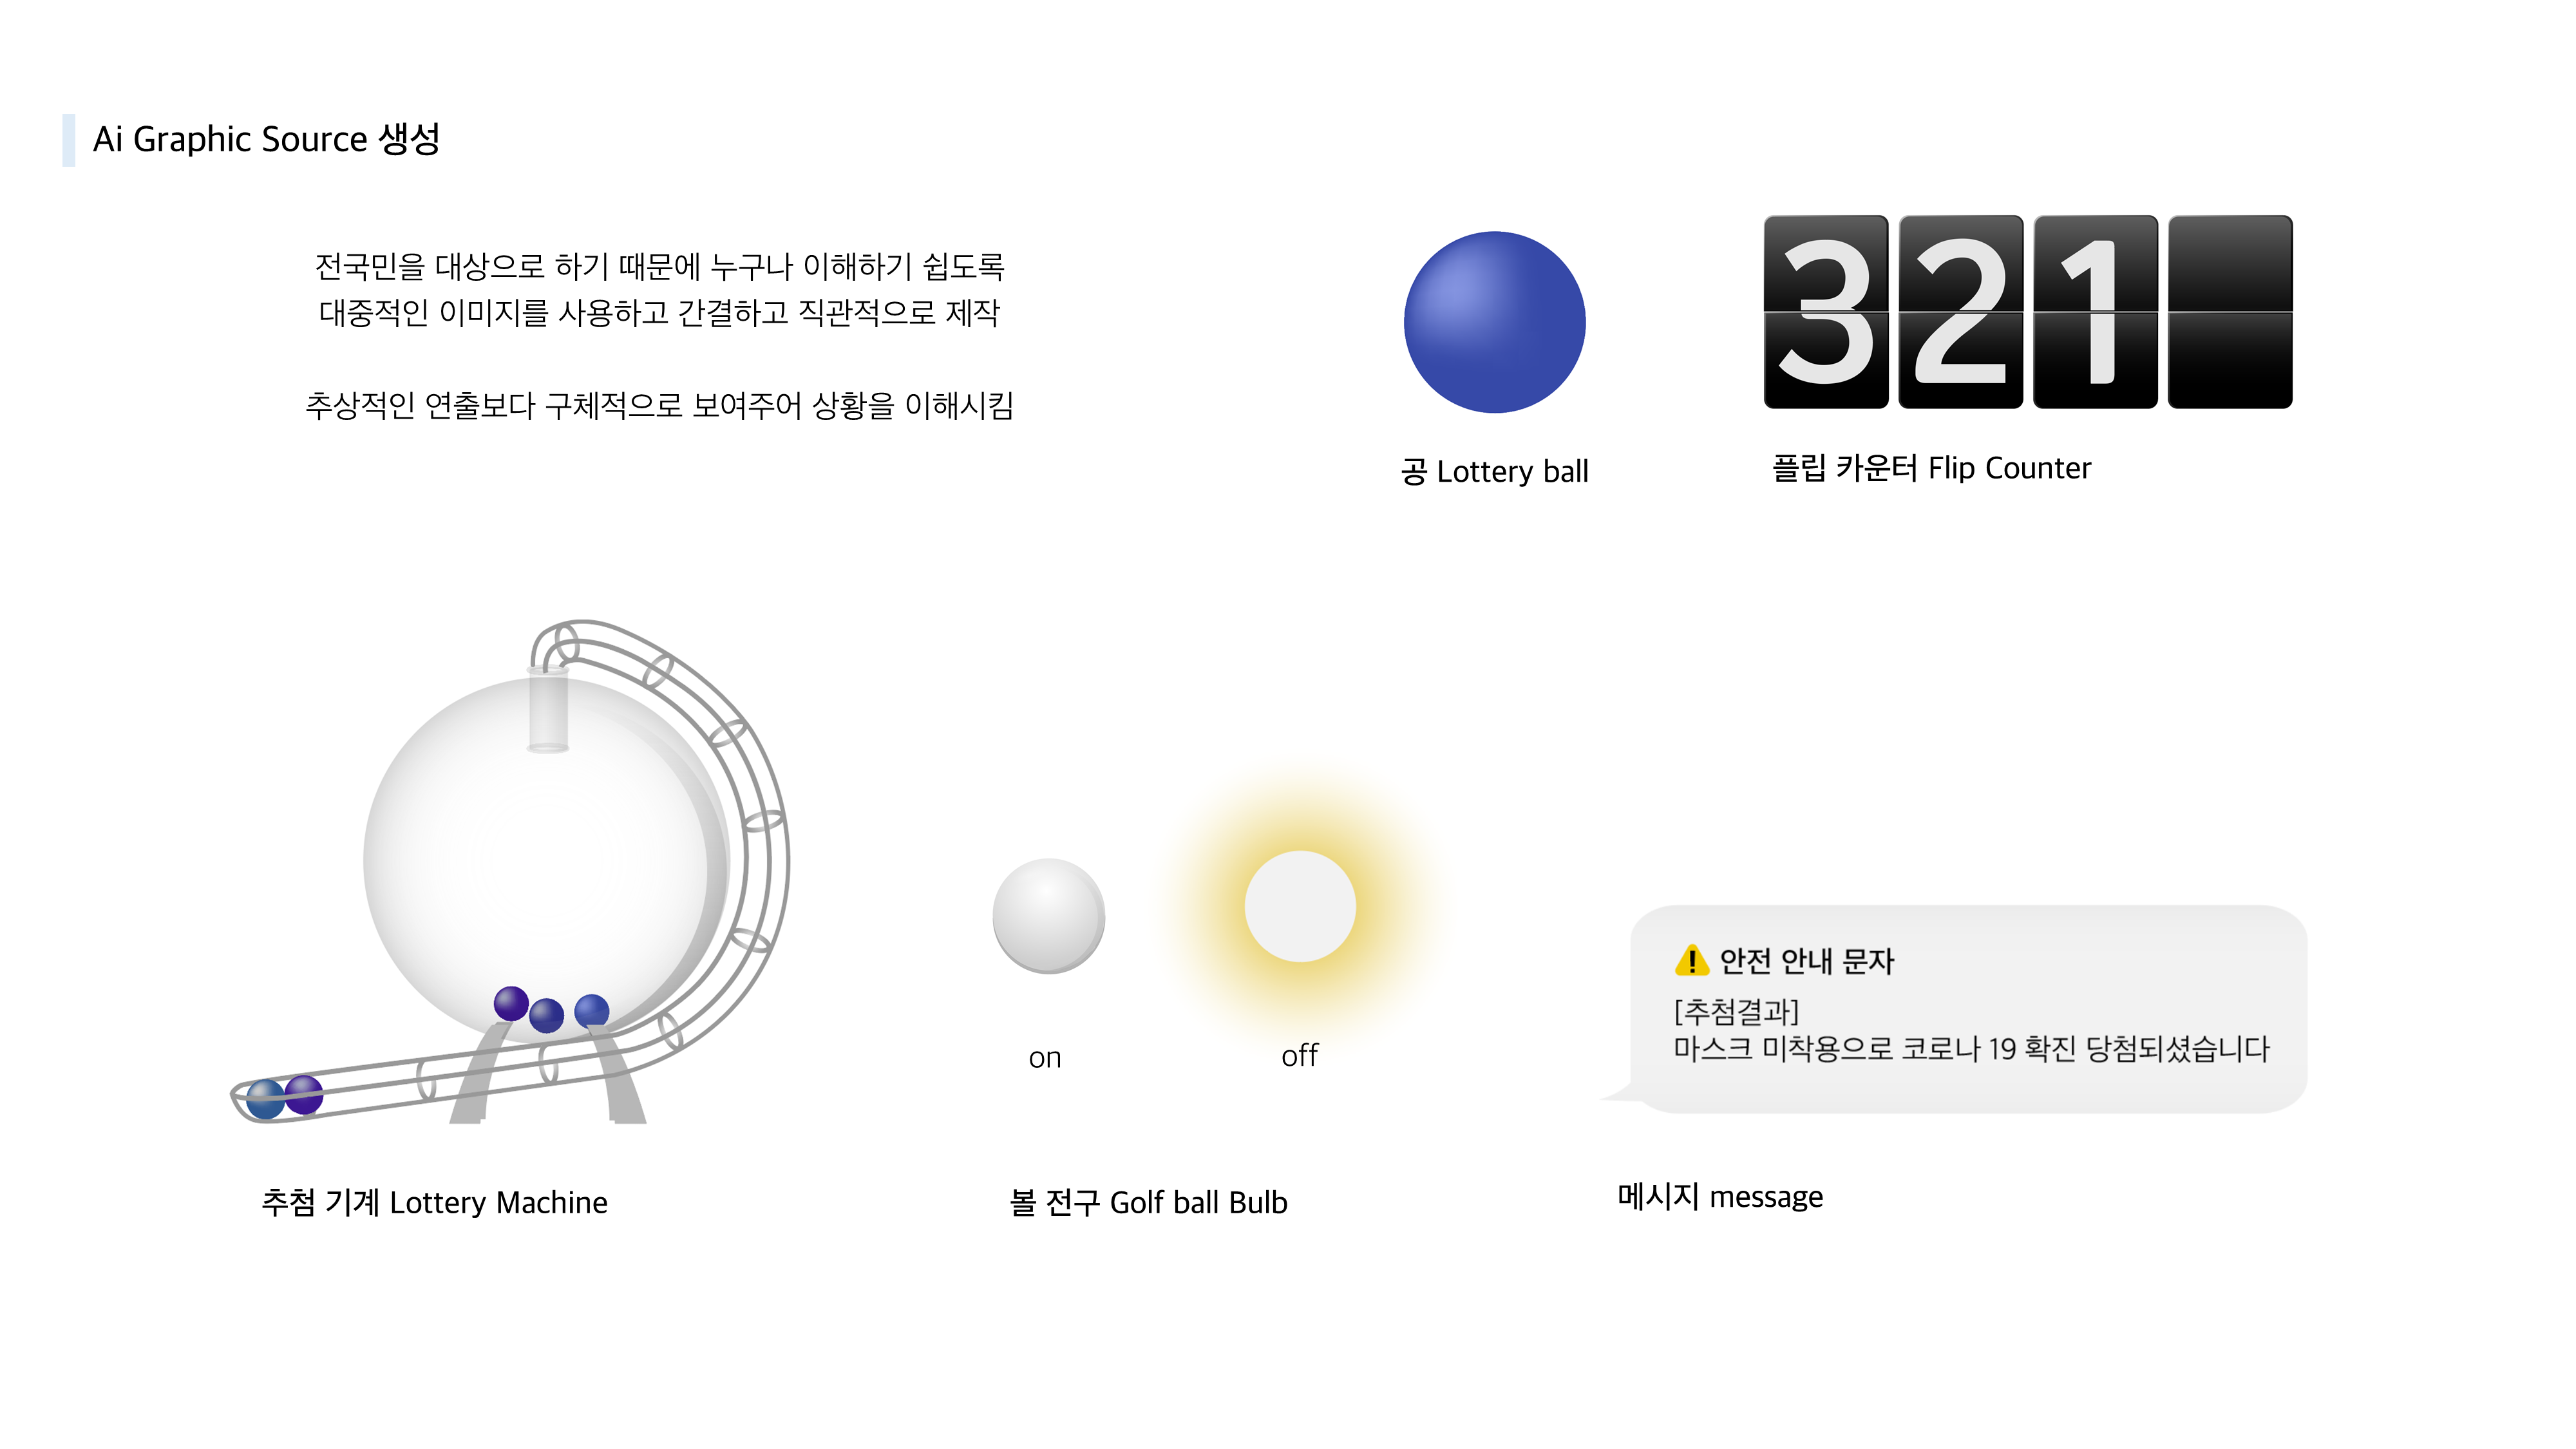 Ai Graphic Source 생성
전국민을 대상으로 하기 때문에 누구나 이해하기 쉽도록
대중적인 이미지를 사용하고 간결하고 직관적으로 제작
추상적인 연출보다 구체적으로 보여주어 상황을 이해시킴
321
공 Lottery ball
플립 카운터 Flip Counter
on
off
안전 안내 문자
[추첨결과]
마스크 미착용으로 코로나 19 확진 당첨되셨습니다
추첨 기계 Lottery Machine
볼 전구 Golf ball Bulb
메시지 message